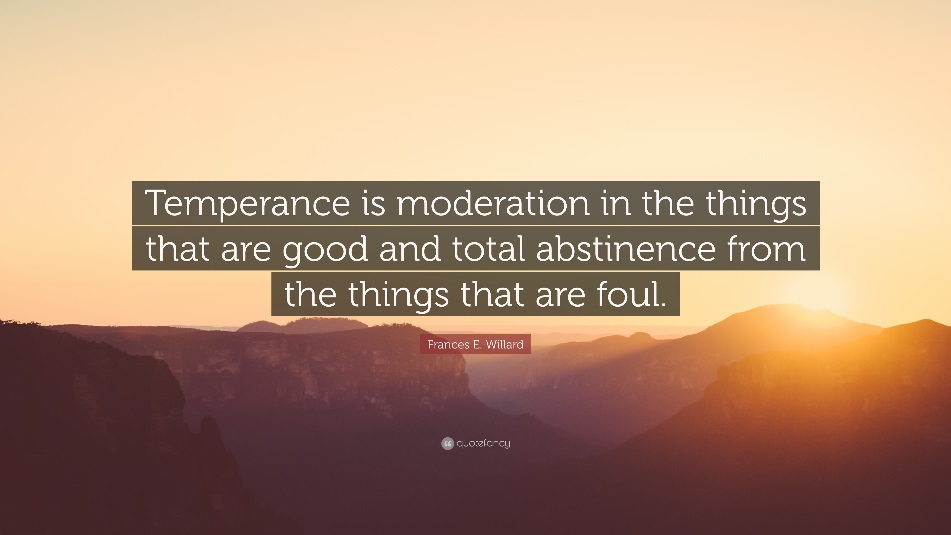 Temperance is moderation in the things
that are good and total abstinence from
the things that are foul.
Frances E. Willard
quotefancy